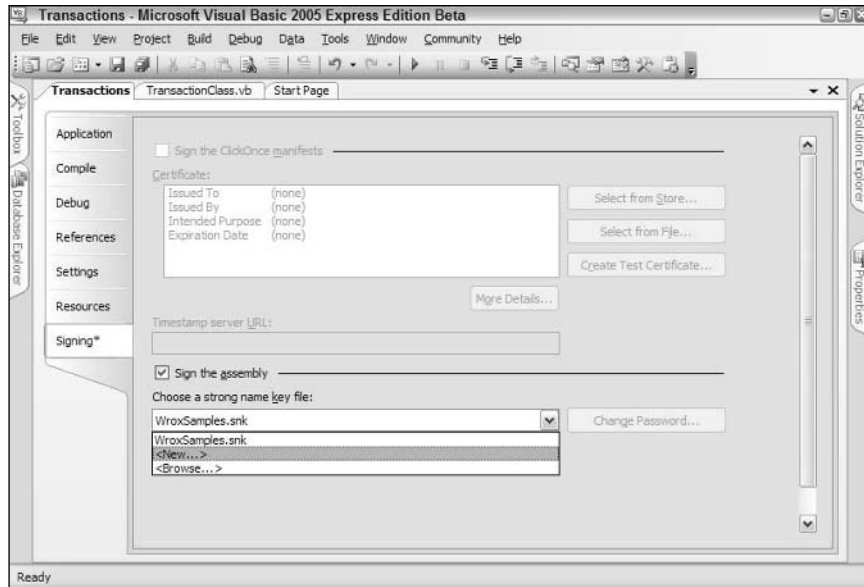 Transactions - Microsoft Visual Basic 2005 Express Edition Beta
File Edit View Project Build Debug Data Tools Window Community Help
Transactions TransactionClass.vb Start Page
Toolbox
Database Explorer
Application
Compile
Debug
References
Settings
Resources
Signing*
Sign the ClickOnce manifests
Certificate:
Issued To (none)
Issued By (none)
Intended Purpose (none)
Expiration Date (none)
Select from Store...
Select from File...
Create Test Certificate...
More Details...
Timestamp server URL:
Sign the assembly
Choose a strong name key file:
WroxSamples.snk
Change Password...
WroxSamples.snk
<New...>
<Browse...>
Solution Explorer
Properties
Ready